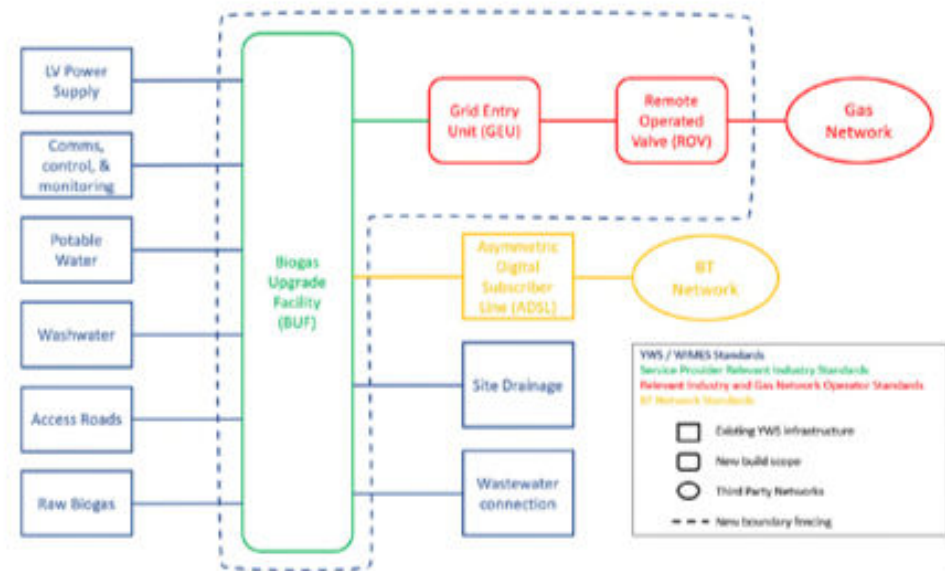 LV Power
Supply
Comms,
control, &
monitoring
Potable
Water
Washwater
Access Roads
Raw Biogas
Biogas
Upgrade
Facility
(BUF)
Grid Entry
Unit (GEU)
Remote
Operated
Valve (ROV)
Gas
Network
Asymmetric
Digital
Subscriber
Line (ADSL)
BT
Network
Site Drainage
Wastewater
connection
YWS / WIMES Standards
Service Provider Relevant Industry Standards
Relevant Industry and Gas Network Operator Standards
BT Network Standards
Existing YWS infrastructure
New build scope
Third Party Networks
New boundary fencing